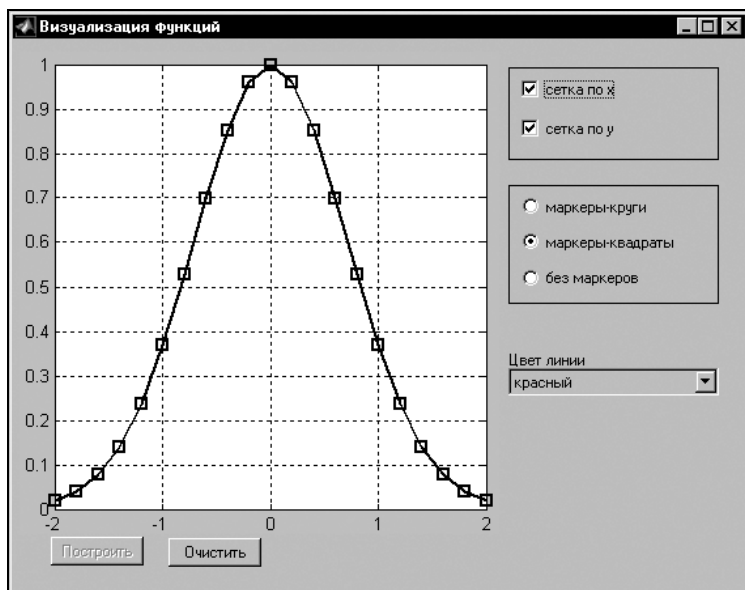 Визуализация функций
1
0.9
0.8
0.7
0.6
0.5
0.4
0.3
0.2
0.1
0
-2 -1 0 1 2
Построить Очистить
сетка по x
сетка по y
маркеры-круги
маркеры-квадраты
без маркеров
Цвет линии
красный